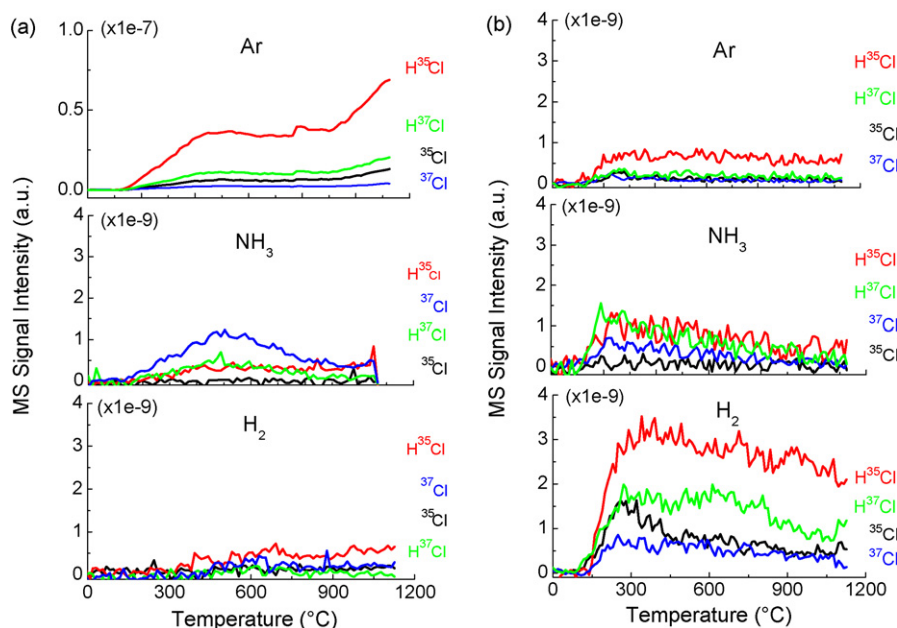 (a)
(x1e-7)
Ar
1.0
0.5
0.0
H³⁵Cl
H³⁷Cl
³⁵Cl
³⁷Cl
(x1e-9)
NH₃
4
3
2
1
0
H³⁵Cl
³⁷Cl
H³⁷Cl
³⁵Cl
(x1e-9)
H₂
4
3
2
1
0
H³⁵Cl
³⁷Cl
³⁵Cl
H³⁷Cl
0 300 600 900 1200
Temperature (°C)
MS Signal Intensity (a.u.)
(b)
(x1e-9)
Ar
4
3
2
1
0
H³⁵Cl
H³⁷Cl
³⁵Cl
³⁷Cl
(x1e-9)
NH₃
4
3
2
1
0
H³⁵Cl
H³⁷Cl
³⁷Cl
³⁵Cl
(x1e-9)
H₂
4
3
2
1
0
H³⁵Cl
H³⁷Cl
³⁵Cl
³⁷Cl
0 300 600 900 1200
Temperature (°C)
MS Signal Intensity (a.u.)